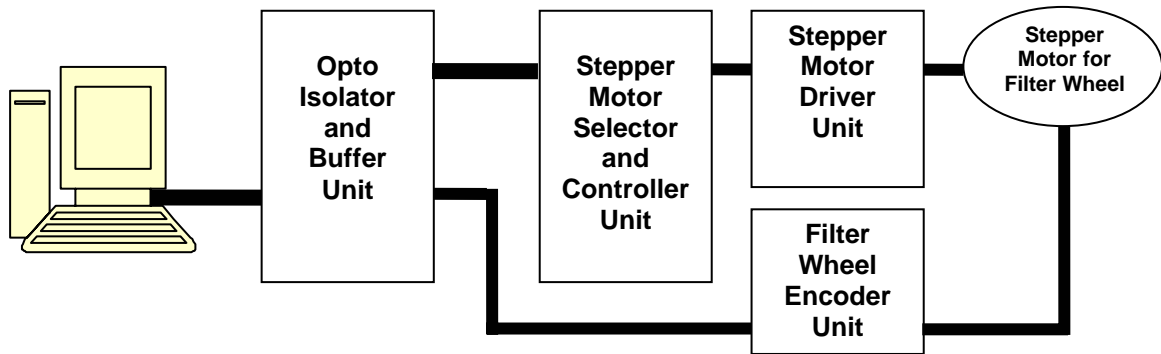 Opto
Isolator
and
Buffer
Unit
Stepper
Motor
Selector
and
Controller
Unit
Stepper
Motor
Driver
Unit
Stepper
Motor for
Filter Wheel
Filter
Wheel
Encoder
Unit